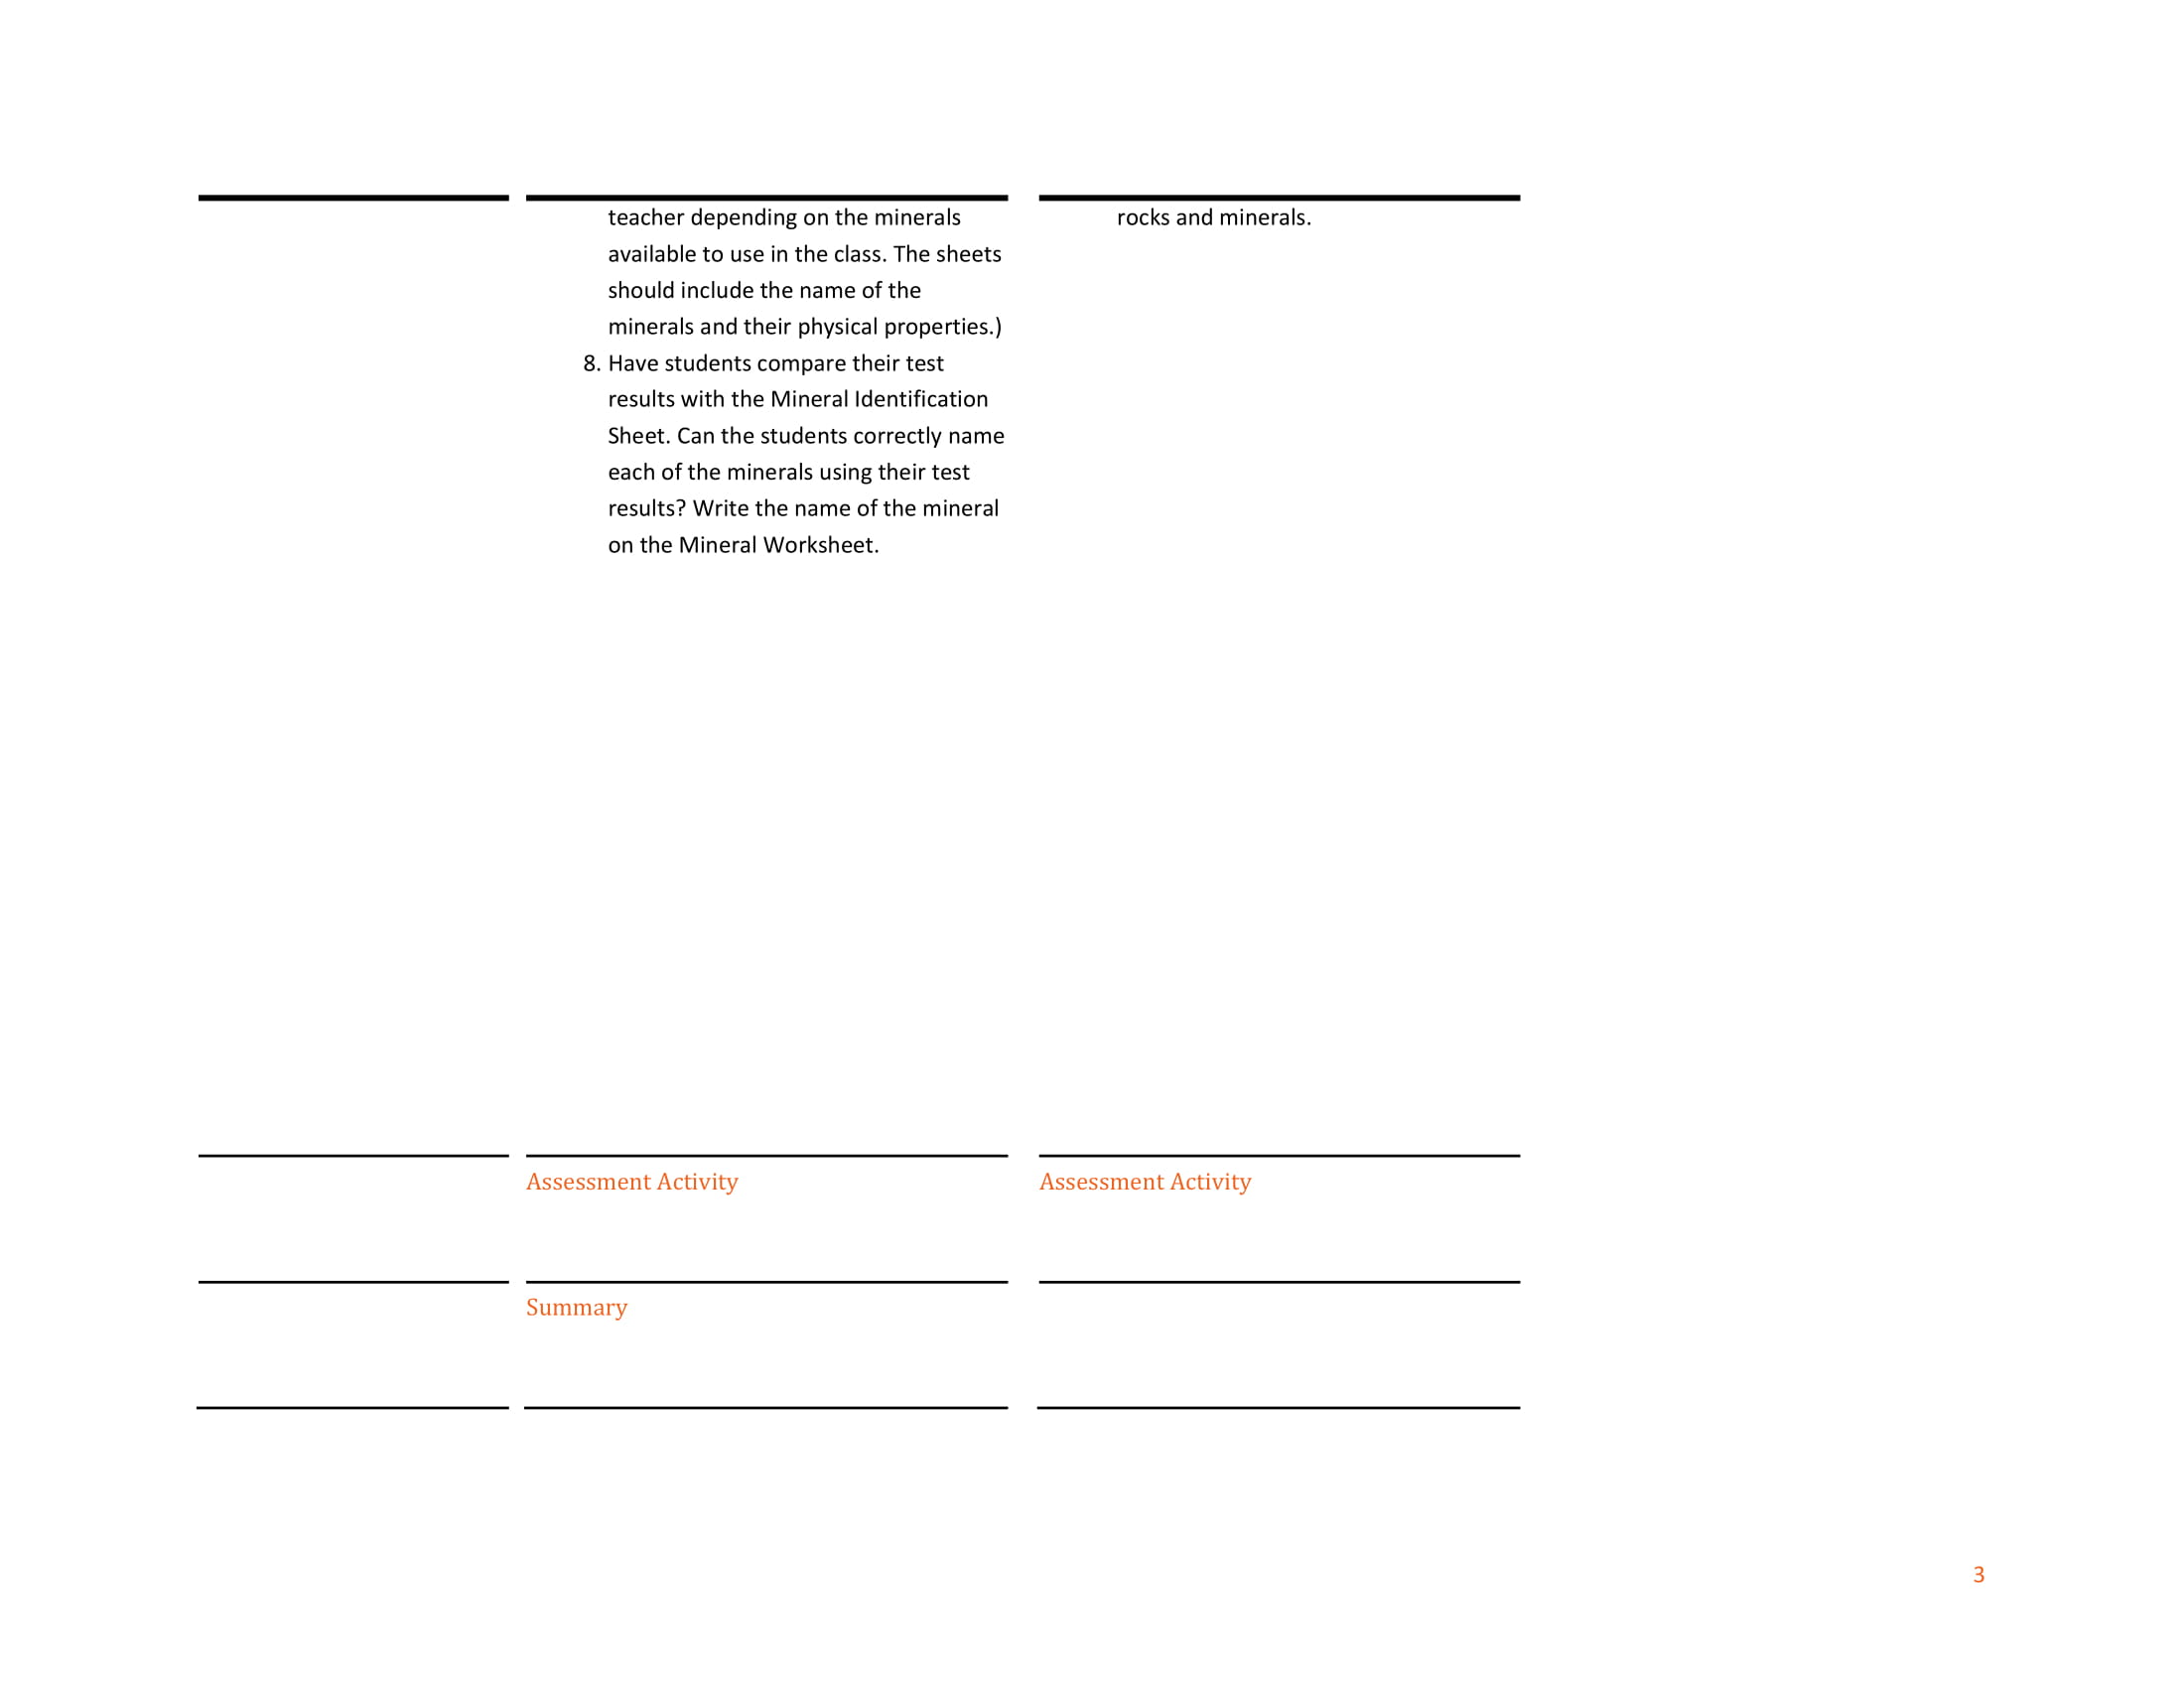 teacher depending on the minerals
available to use in the class. The sheets
should include the name of the
minerals and their physical properties.)
8. Have students compare their test
results with the Mineral Identification
Sheet. Can the students correctly name
each of the minerals using their test
results? Write the name of the mineral
on the Mineral Worksheet.
rocks and minerals.
Assessment Activity
Assessment Activity
Summary
3